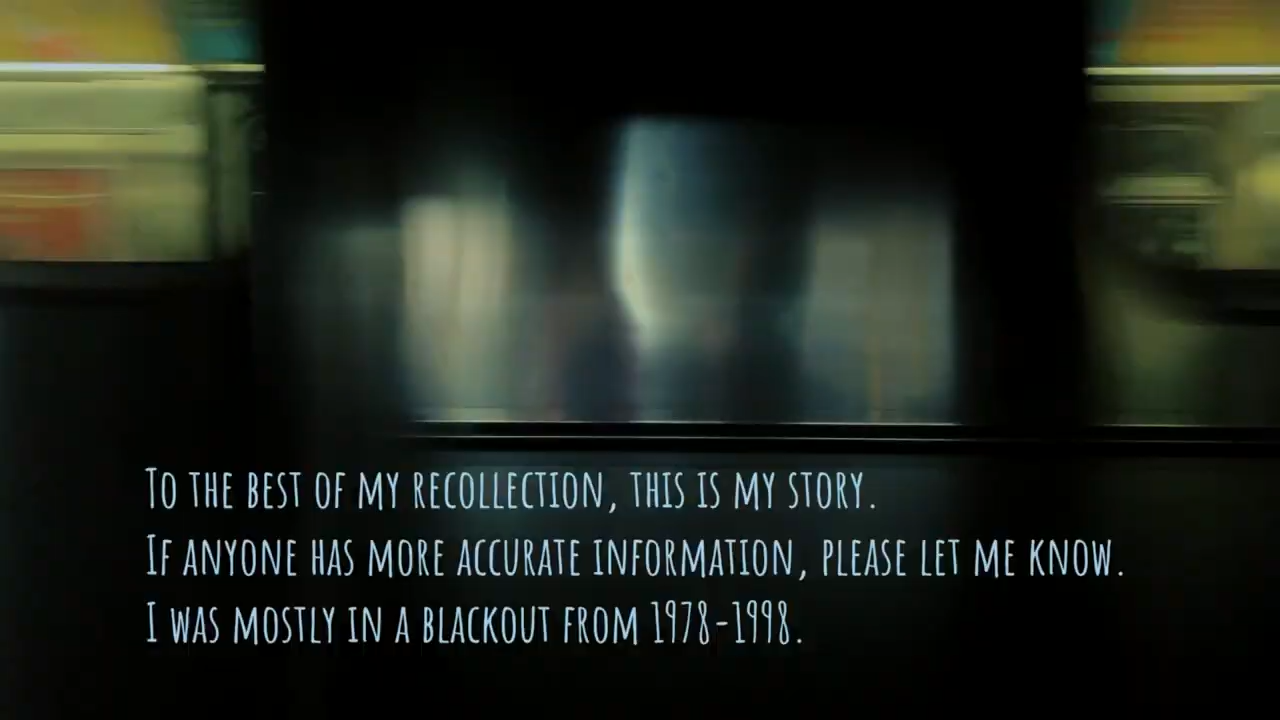 To the best of my recollection, this is my story.
If anyone has more accurate information, please let me know.
I was mostly in a blackout from 1978-1998.